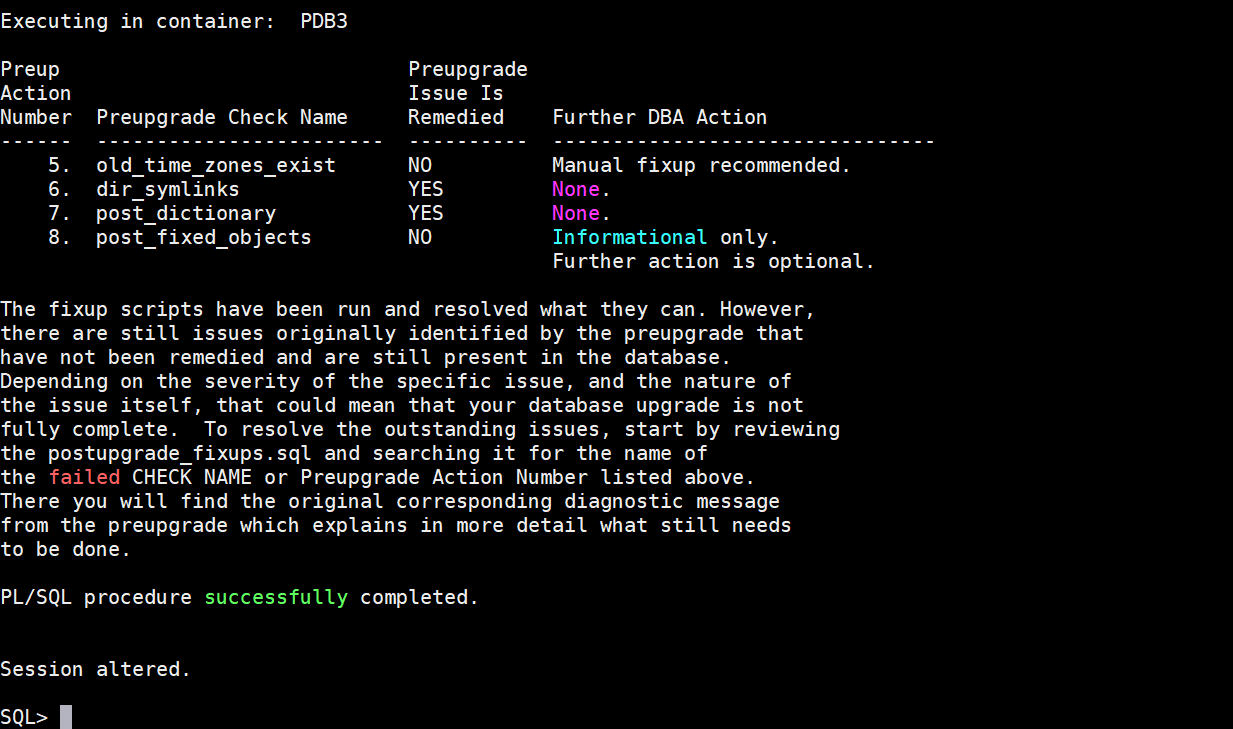 Executing in container:  PDB3
Preup                             Preupgrade
Action                            Issue Is
Number  Preupgrade Check Name     Remedied    Further DBA Action
------  ------------------------  ----------  --------------------------------
    5.  old_time_zones_exist      NO          Manual fixup recommended.
    6.  dir_symlinks              YES         None.
    7.  post_dictionary           YES         None.
    8.  post_fixed_objects        NO          Informational only.
                                              Further action is optional.
The fixup scripts have been run and resolved what they can. However,
there are still issues originally identified by the preupgrade that
have not been remedied and are still present in the database.
Depending on the severity of the specific issue, and the nature of
the issue itself, that could mean that your database upgrade is not
fully complete.  To resolve the outstanding issues, start by reviewing
the postupgrade_fixups.sql and searching it for the name of
the failed CHECK NAME or Preupgrade Action Number listed above.
There you will find the original corresponding diagnostic message
from the preupgrade which explains in more detail what still needs
to be done.
PL/SQL procedure successfully completed.
Session altered.
SQL>